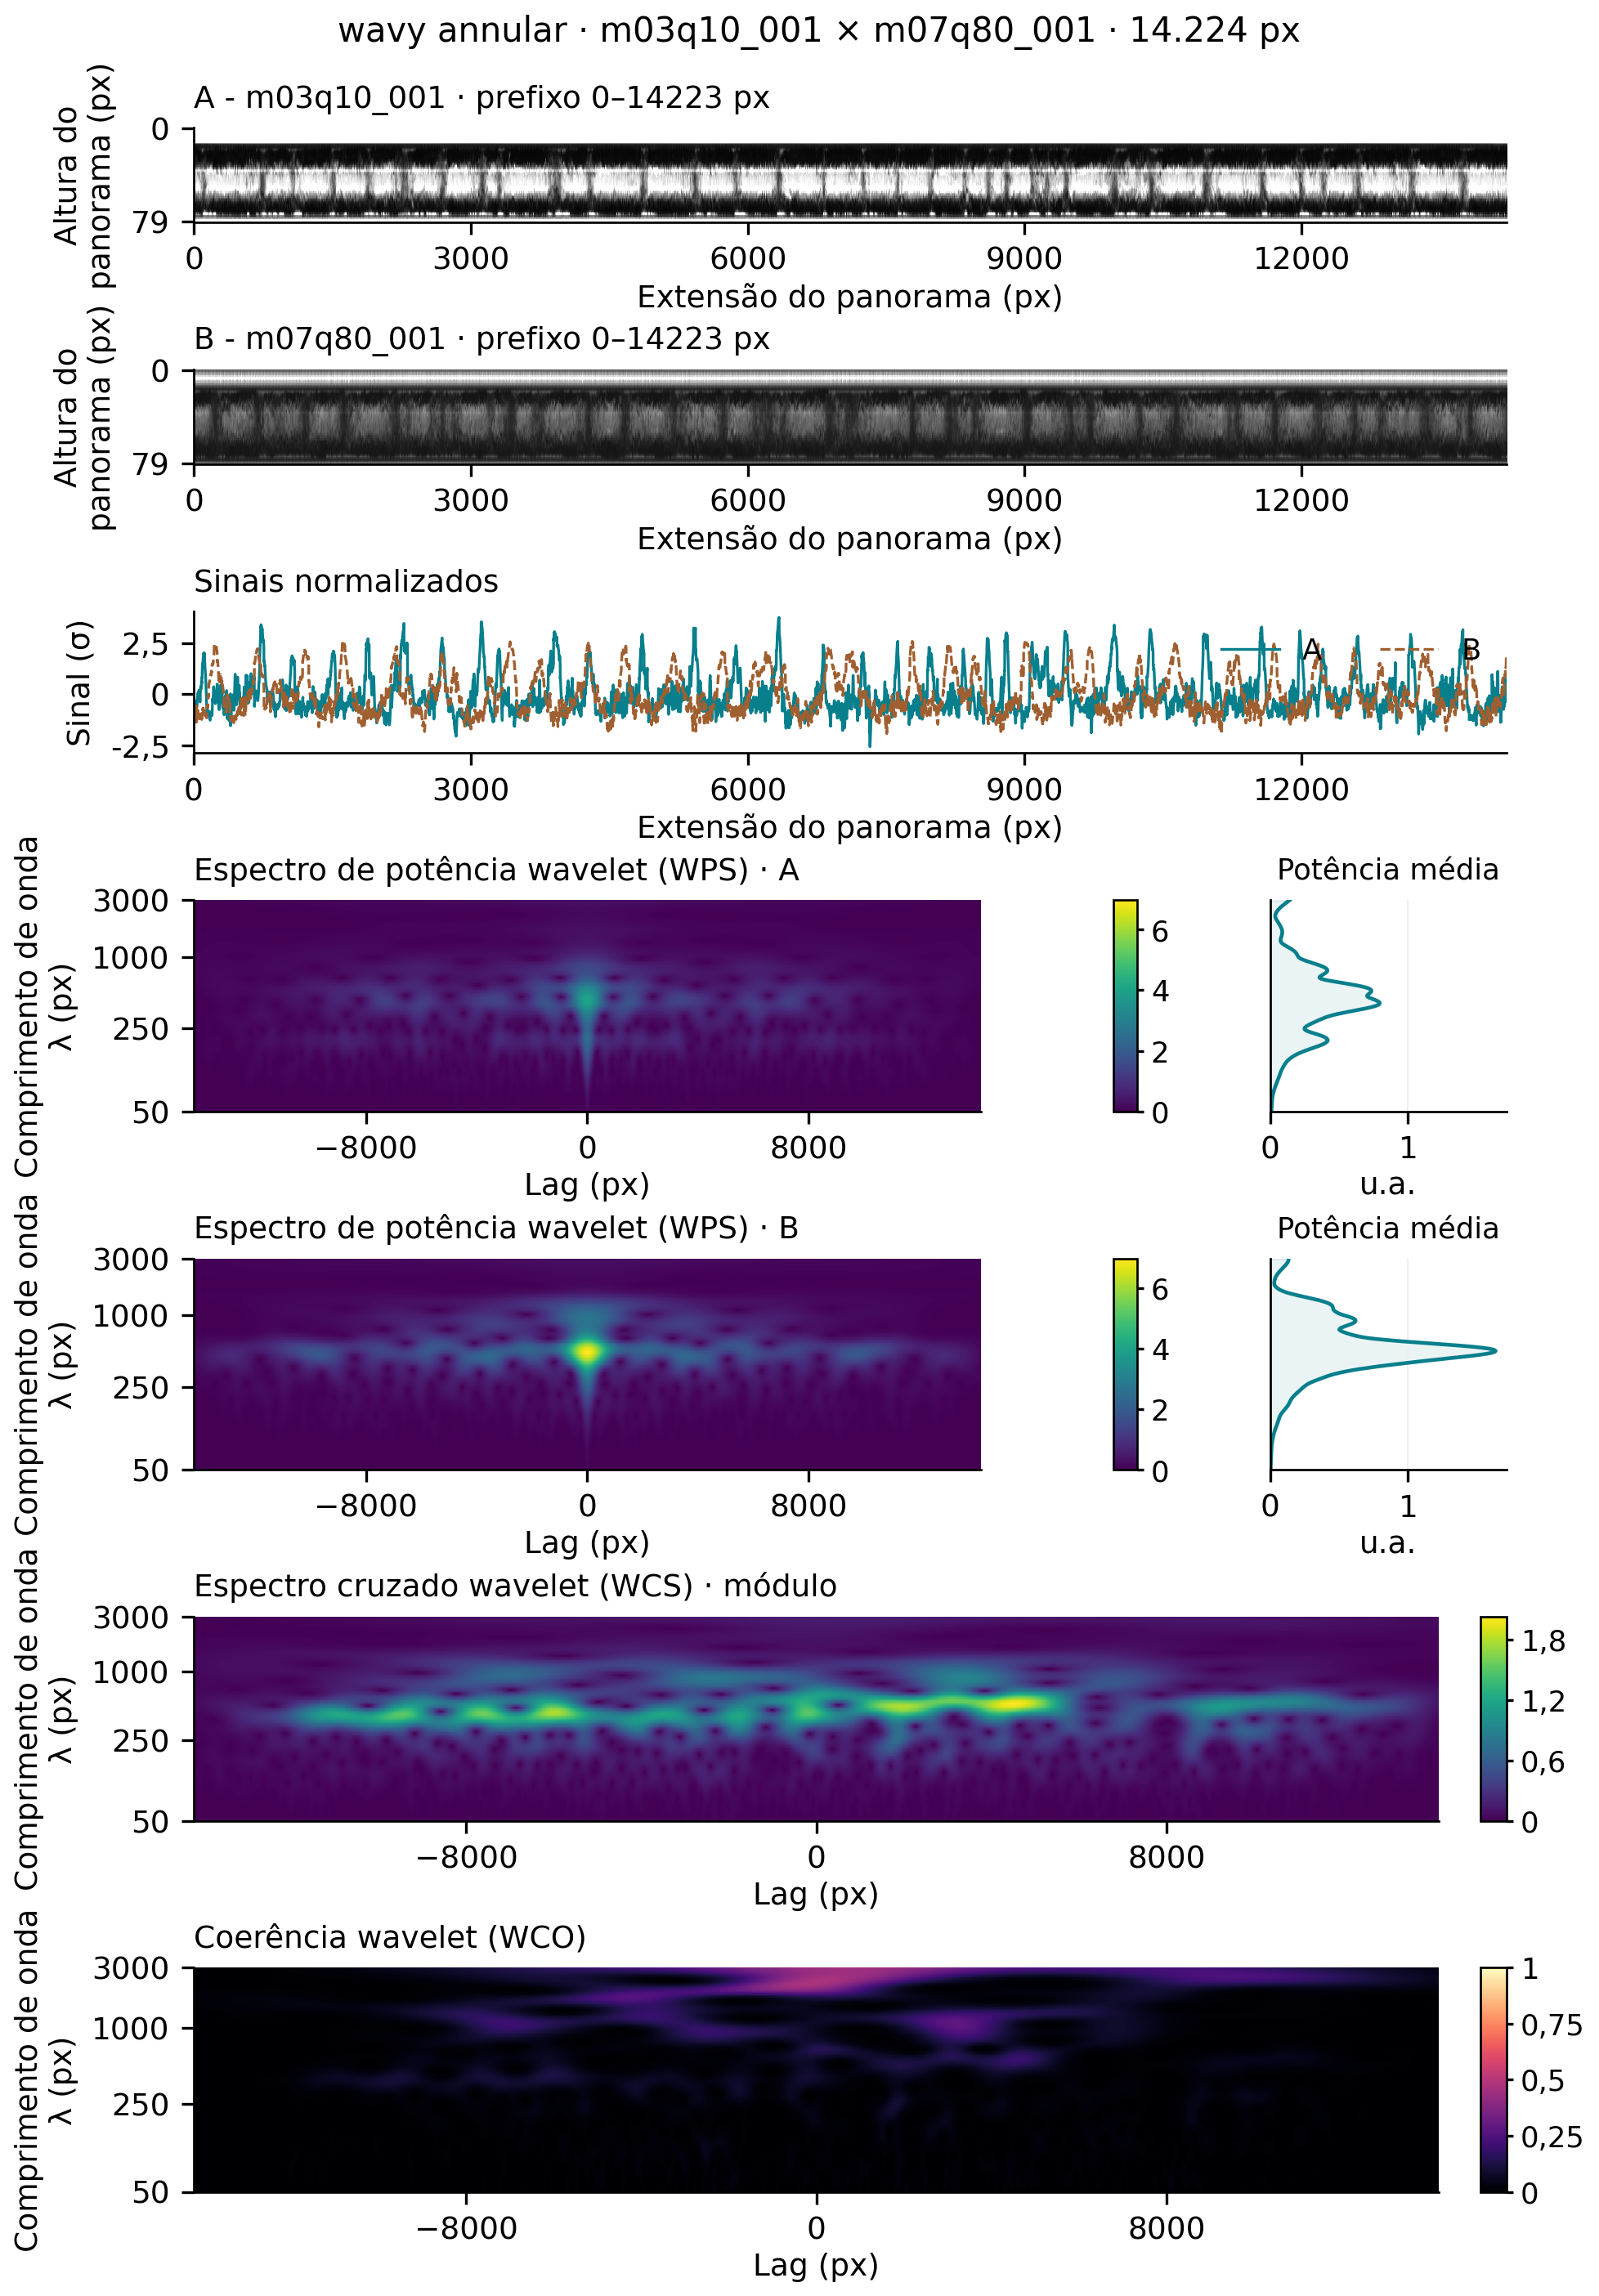 wavy annular · m03q10_001 × m07q80_001 · 14.224 px
A - m03q10_001 · prefixo 0–14223 px
Altura do
panorama (px)
0
79
0 3000 6000 9000 12000
Extensão do panorama (px)
B - m07q80_001 · prefixo 0–14223 px
Altura do
panorama (px)
0
79
0 3000 6000 9000 12000
Extensão do panorama (px)
Sinais normalizados
Sinal (σ)
2,5
0
-2,5
A B
0 3000 6000 9000 12000
Extensão do panorama (px)
Espectro de potência wavelet (WPS) · A
Comprimento de onda
λ (px)
3000
1000
250
50
−8000 0 8000
Lag (px)
6
4
2
0
Potência média
0 1
u.a.
Espectro de potência wavelet (WPS) · B
Comprimento de onda
λ (px)
3000
1000
250
50
−8000 0 8000
Lag (px)
6
4
2
0
Potência média
0 1
u.a.
Espectro cruzado wavelet (WCS) · módulo
Comprimento de onda
λ (px)
3000
1000
250
50
−8000 0 8000
Lag (px)
1,8
1,2
0,6
0
Coerência wavelet (WCO)
Comprimento de onda
λ (px)
3000
1000
250
50
−8000 0 8000
Lag (px)
1
0,75
0,5
0,25
0